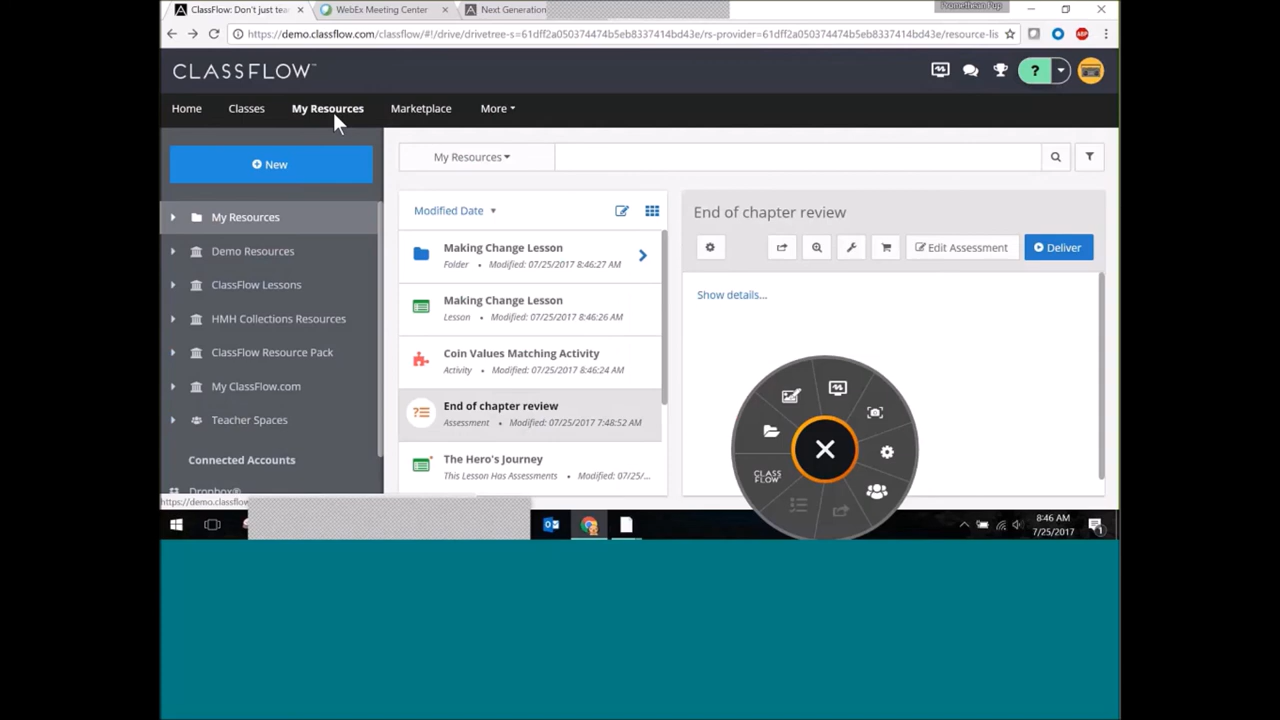 ClassFlow: Don't just tea
WebEx Meeting Center
Next Generation
Promethean Pop
https://demo.classflow.com/classflow/#!/drive/drivetree-s=61dff2a050374474b5eb8337414bed9d/rs-provider=61dff2a050374474b5eb8337414bed9d/resource-lis
CLASSFLOW™
?
Home
Classes
My Resources
Marketplace
More
New
My Resources
Demo Resources
ClassFlow Lessons
HMH Collections Resources
ClassFlow Resource Pack
My ClassFlow.com
Teacher Spaces
Connected Accounts
Dropbox®
https://demo.classflow
My Resources
Modified Date
Making Change Lesson
Folder • Modified: 07/25/2017 8:46:27 AM
Making Change Lesson
Lesson • Modified: 07/25/2017 8:46:26 AM
Coin Values Matching Activity
Activity • Modified: 07/25/2017 8:46:24 AM
End of chapter review
Assessment • Modified: 07/25/2017 7:48:52 AM
The Hero's Journey
This Lesson Has Assessments • Modified: 07/25/...
End of chapter review
Edit Assessment
Deliver
Show details...
CLASS
FLOW
8:46 AM
7/25/2017
1